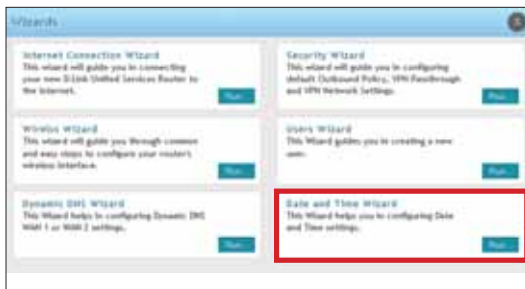 Wizards
Internet Connection Wizard
This wizard will guide you in connecting
your new D-Link Unified Services Router to
the Internet.
Run...
Security Wizard
This wizard will guide you in configuring
default Outbound Policy, VPN Passthrough
and VPN Network Settings.
Run...
Wireless Wizard
This wizard will guide you through common
and easy steps to configure your router's
wireless interface.
Run...
Users Wizard
This Wizard guides you in creating a new
user.
Run...
Dynamic DNS Wizard
This Wizard helps in configuring Dynamic DNS
WAN 1 or WAN 2 settings.
Run...
Date and Time Wizard
This Wizard helps you in configuring Date
and Time settings.
Run...